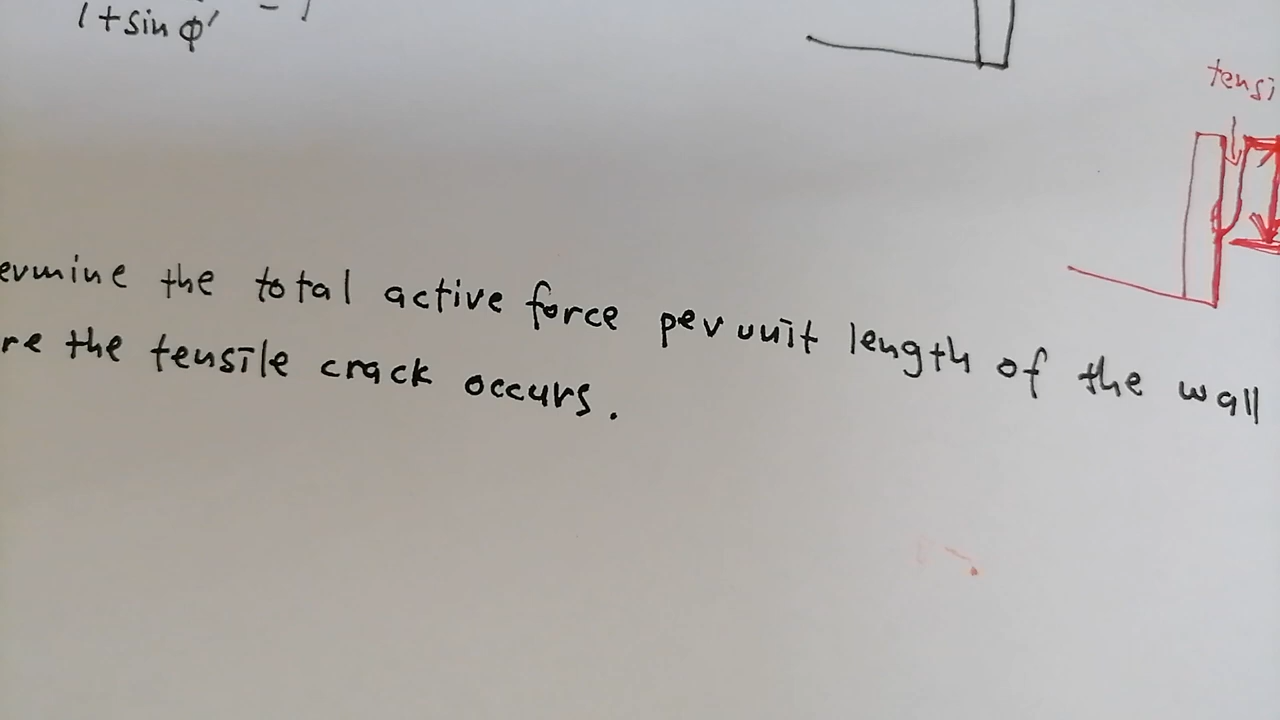 1 + sin φ' = 1
tensi
ermine the total active force per unit length of the wall
re the tensile crack occurs.